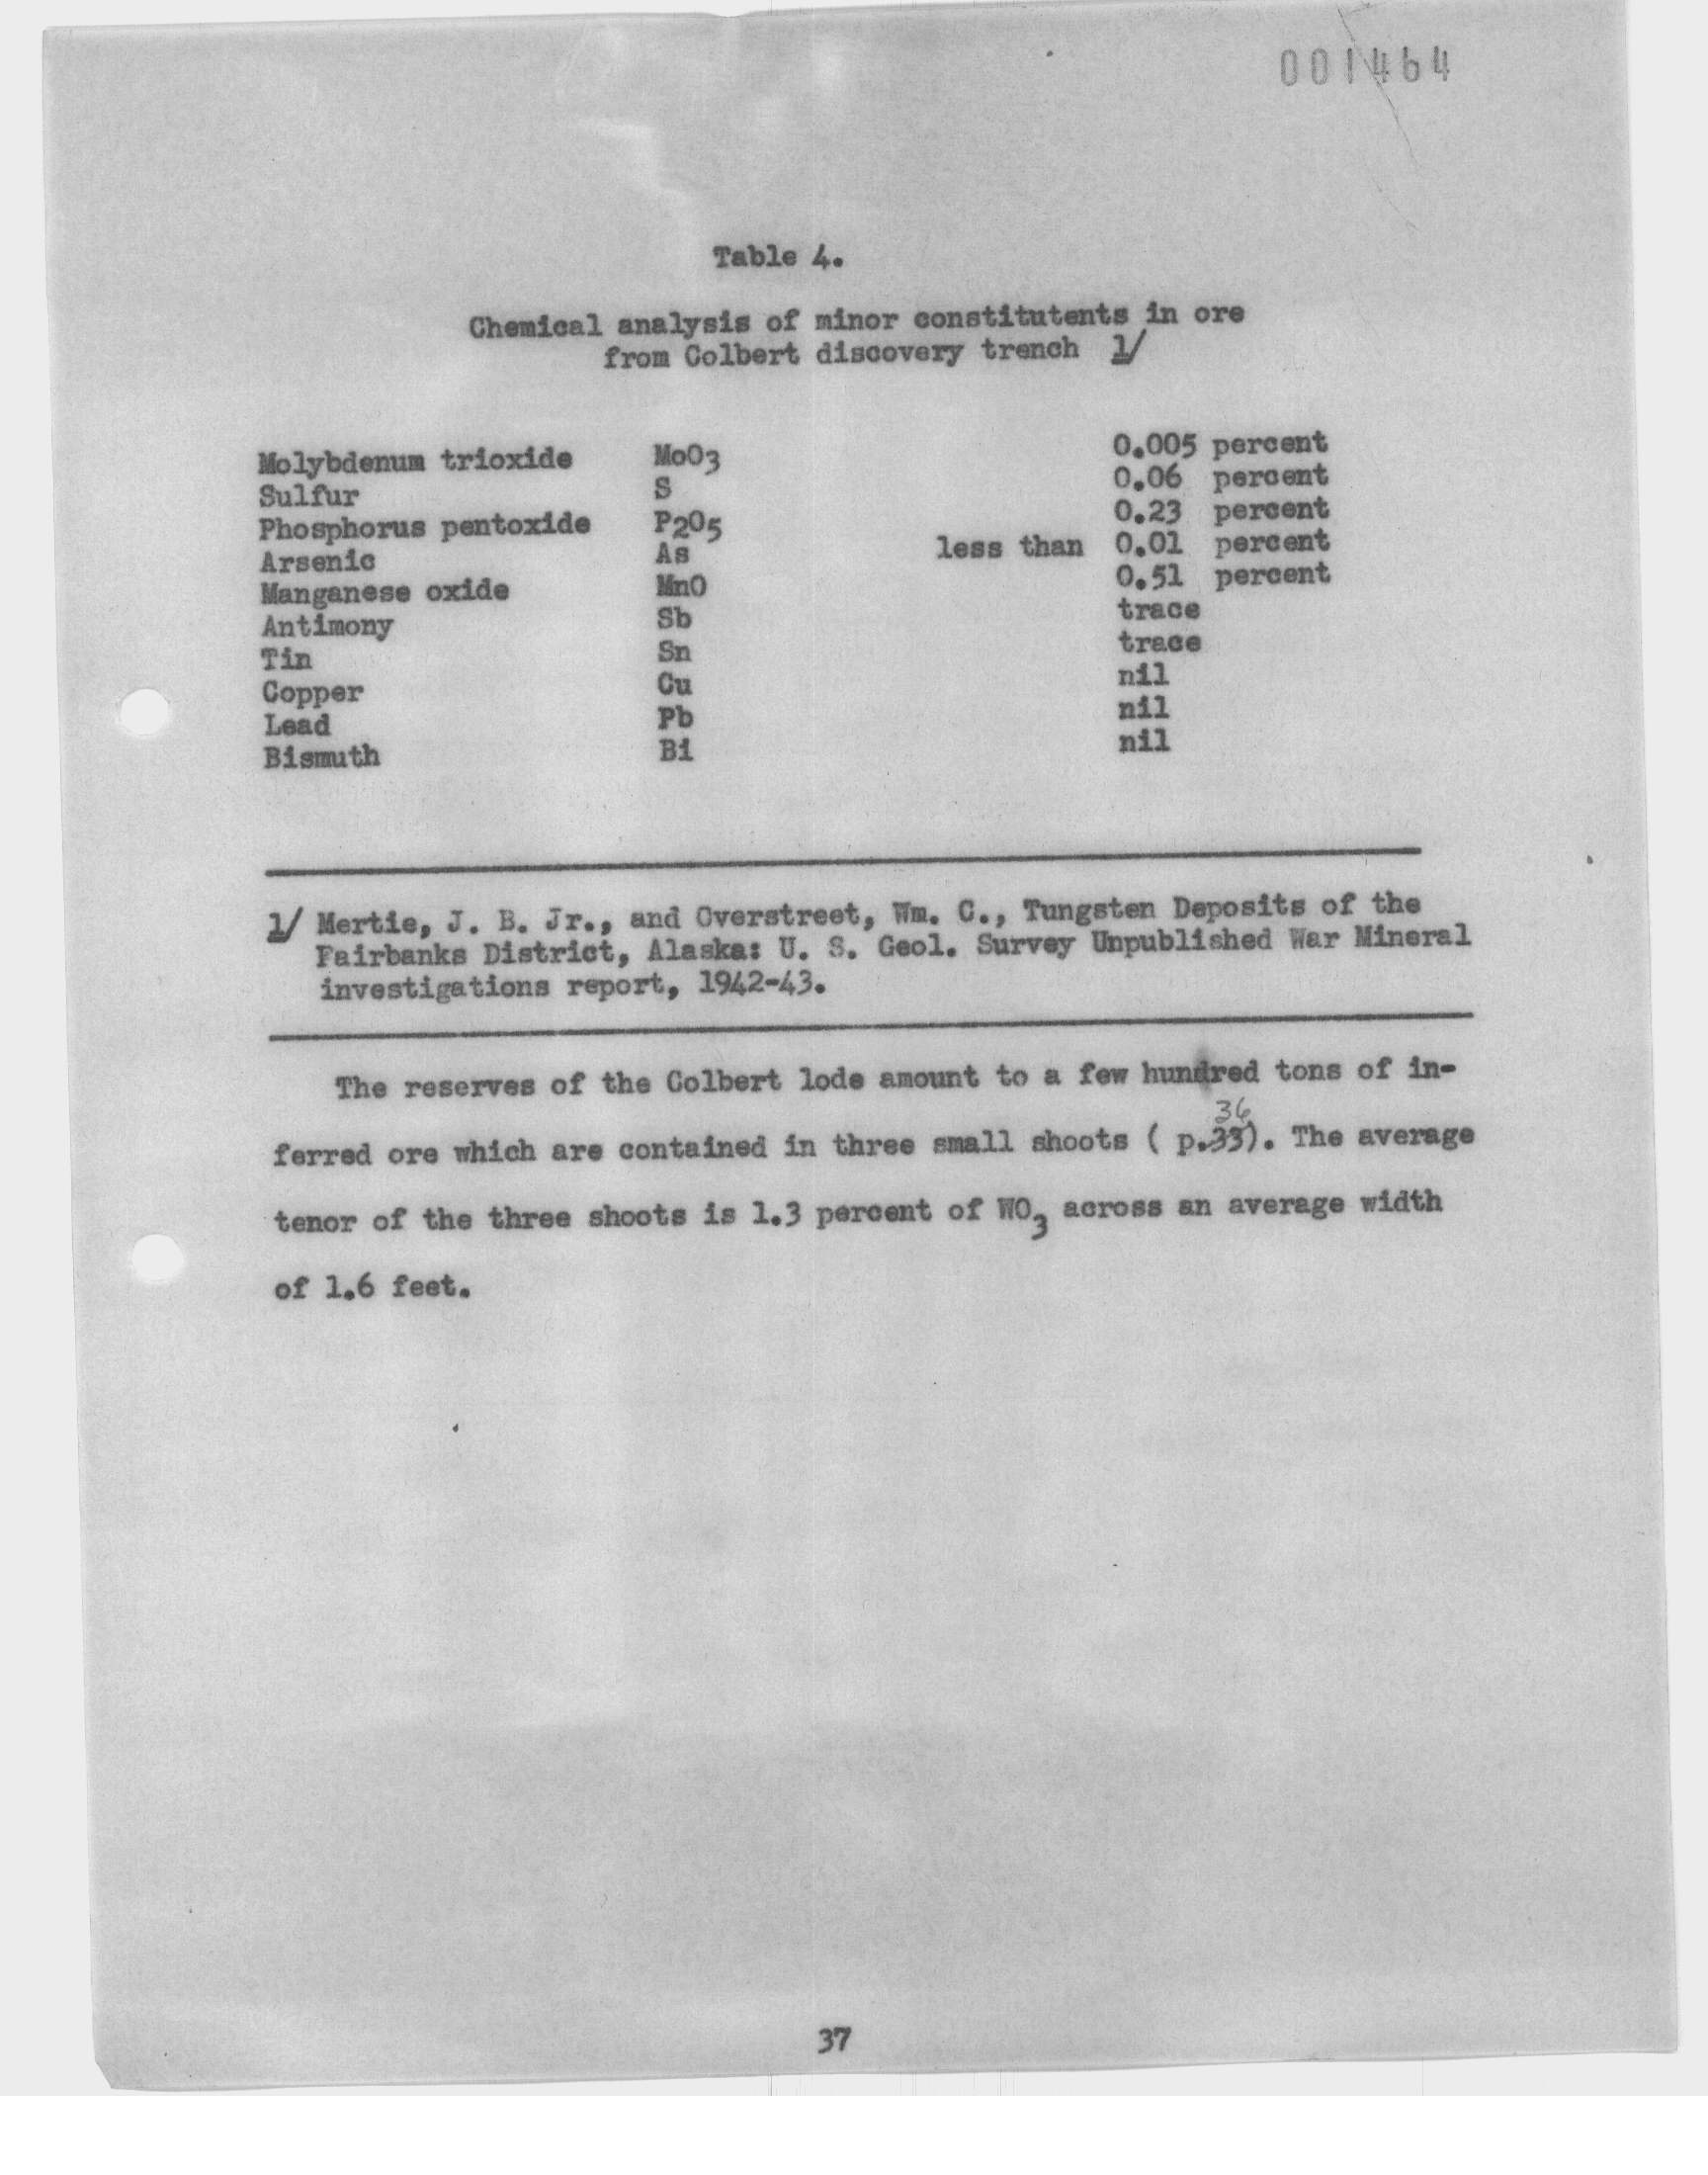 001464
Table 4.
Chemical analysis of minor constitutents in ore
from Colbert discovery trench 1/
Molybdenum trioxide MoO3 0.005 percent
Sulfur S 0.06 percent
Phosphorus pentoxide P2O5 0.23 percent
Arsenic As less than 0.01 percent
Manganese oxide MnO 0.51 percent
Antimony Sb trace
Tin Sn trace
Copper Cu nil
Lead Pb nil
Bismuth Bi nil
1/ Mertie, J. B. Jr., and Overstreet, Wm. C., Tungsten Deposits of the
Fairbanks District, Alaska: U. S. Geol. Survey Unpublished War Mineral
investigations report, 1942-43.
The reserves of the Colbert lode amount to a few hundred tons of in-
36
ferred ore which are contained in three small shoots ( p.33). The average
tenor of the three shoots is 1.3 percent of WO3 across an average width
of 1.6 feet.
37